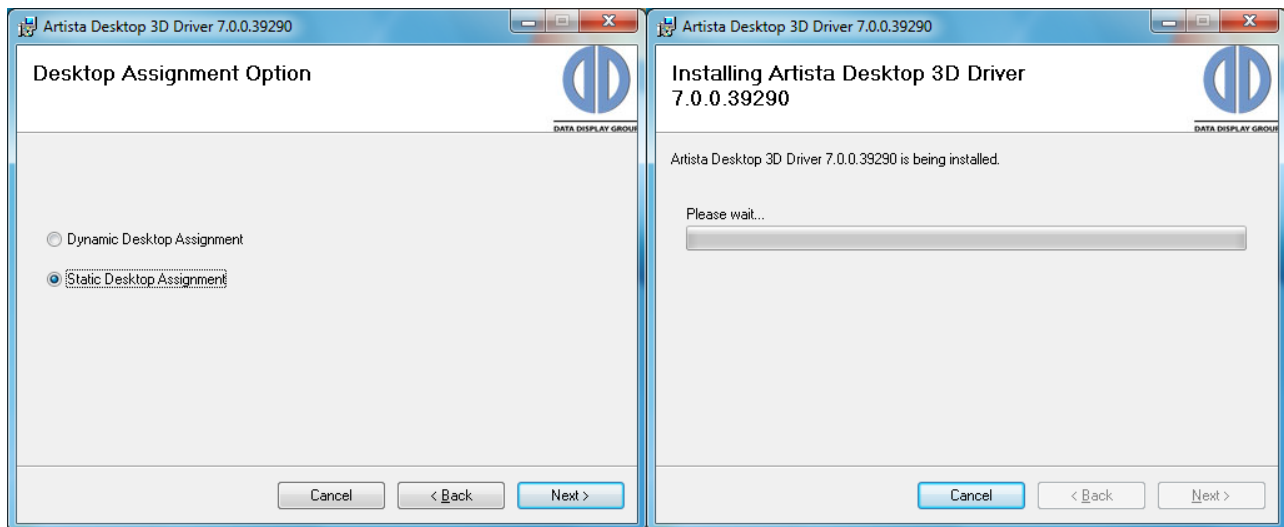 Artista Desktop 3D Driver 7.0.0.39290
Desktop Assignment Option
DATA DISPLAY GROUP
Dynamic Desktop Assignment
Static Desktop Assignment
Cancel
< Back
Next >
Artista Desktop 3D Driver 7.0.0.39290
Installing Artista Desktop 3D Driver
7.0.0.39290
DATA DISPLAY GROUP
Artista Desktop 3D Driver 7.0.0.39290 is being installed.
Please wait...
Cancel
< Back
Next >